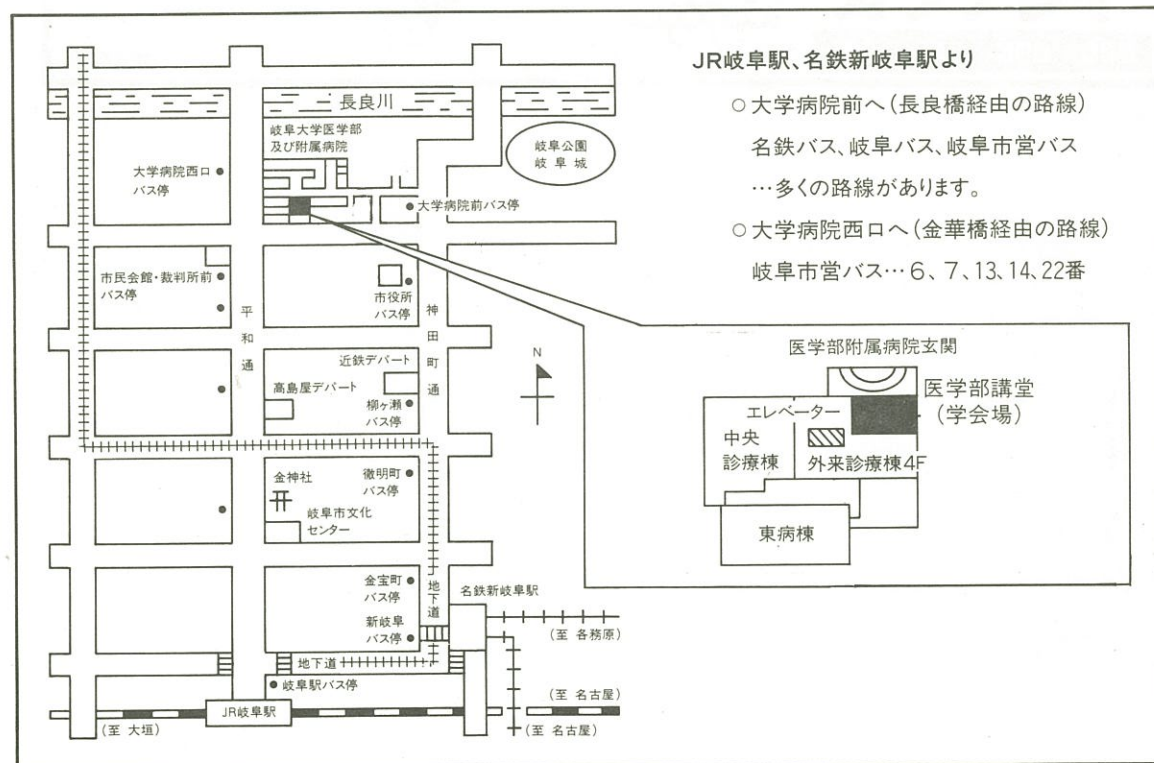 JR岐阜駅、名鉄新岐阜駅より
○大学病院前へ(長良橋経由の路線)
名鉄バス、岐阜バス、岐阜市営バス
…多くの路線があります。
○大学病院西口へ(金華橋経由の路線)
岐阜市営バス…6、7、13、14、22番
長良川
岐阜大学医学部
及び附属病院
岐阜公園
岐阜城
大学病院西口
バス停
大学病院前バス停
市民会館・裁判所前
バス停
市役所
バス停
平和通
神田町通
近鉄デパート
高島屋デパート
柳ヶ瀬
バス停
N
金神社
徹明町
バス停
岐阜市文化
センター
金宝町
バス停
地下道
名鉄新岐阜駅
新岐阜
バス停
(至 各務原)
地下道
岐阜駅バス停
(至 名古屋)
JR岐阜駅
(至 大垣)
(至 名古屋)
医学部附属病院玄関
医学部講堂
(学会場)
エレベーター
中央
診療棟
外来診療棟4F
東病棟